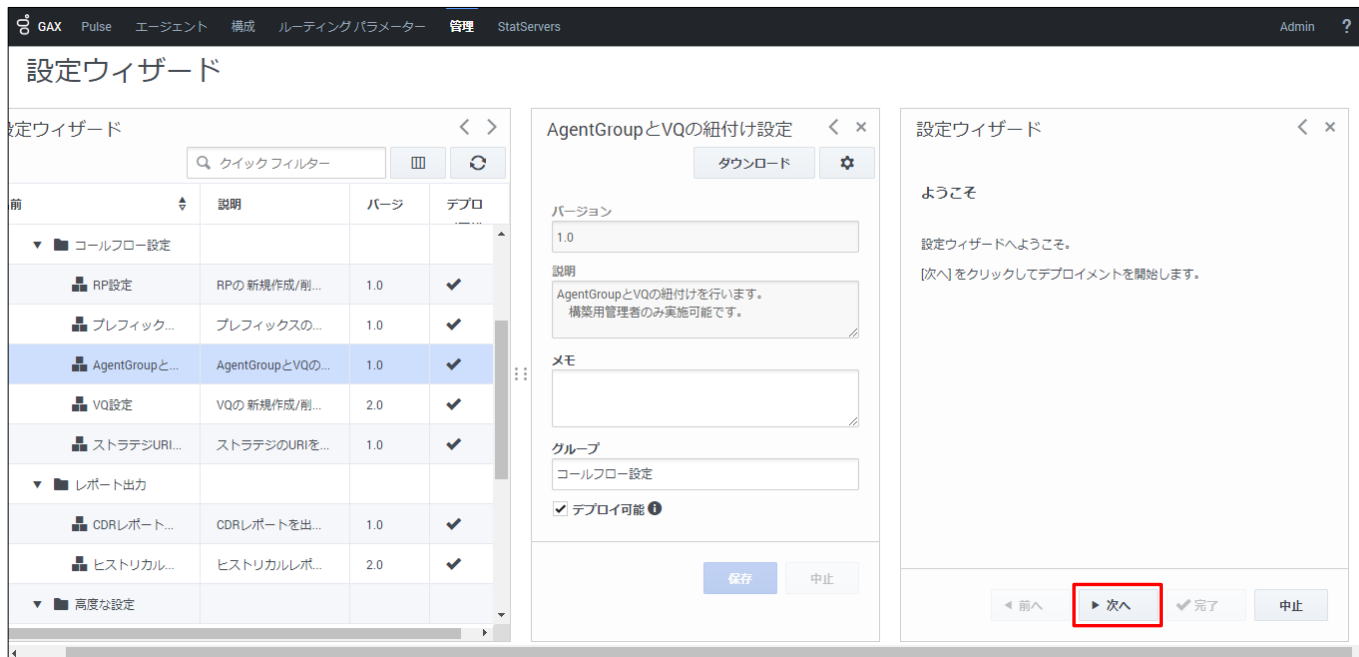 GAX Pulse エージェント 構成 ルーティング パラメーター 管理 StatServers Admin ?
設定ウィザード
設定ウィザード
クイック フィルター
前 説明 バージ デプロ
コールフロー設定
RP設定 RPの 新規作成/削... 1.0
プレフィック... プレフィックスの... 1.0
AgentGroupと... AgentGroupとVQの... 1.0
VQ設定 VQの 新規作成/削... 2.0
ストラテジURI... ストラテジのURIを... 1.0
レポート出力
CDRレポート... CDRレポートを出... 1.0
ヒストリカル... ヒストリカルレポ... 2.0
高度な設定
AgentGroupとVQの紐付け設定
ダウンロード
バージョン
1.0
説明
AgentGroupとVQの紐付けを行います。
構築用管理者のみ実施可能です。
メモ
グループ
コールフロー設定
デプロイ可能
保存 中止
設定ウィザード
ようこそ
設定ウィザードへようこそ。
[次へ] をクリックしてデプロイメントを開始します。
前へ 次へ 完了 中止